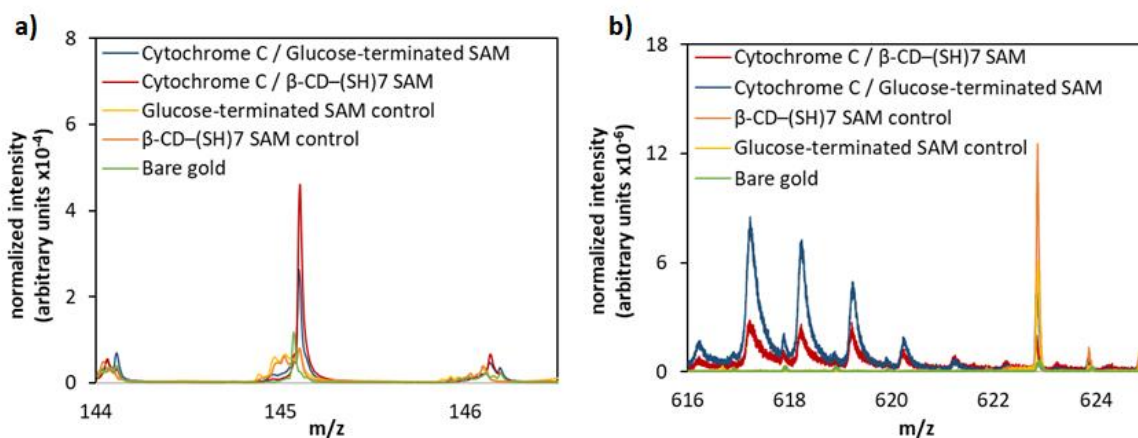 a)
8
6
4
2
0
normalized intensity
(arbitrary units x10-4)
Cytochrome C / Glucose-terminated SAM
Cytochrome C / β-CD–(SH)7 SAM
Glucose-terminated SAM control
β-CD–(SH)7 SAM control
Bare gold
144
145
146
m/z
b)
18
12
6
0
normalized intensity
(arbitrary units x10-6)
Cytochrome C / β-CD–(SH)7 SAM
Cytochrome C / Glucose-terminated SAM
β-CD–(SH)7 SAM control
Glucose-terminated SAM control
Bare gold
616
618
620
622
624
m/z